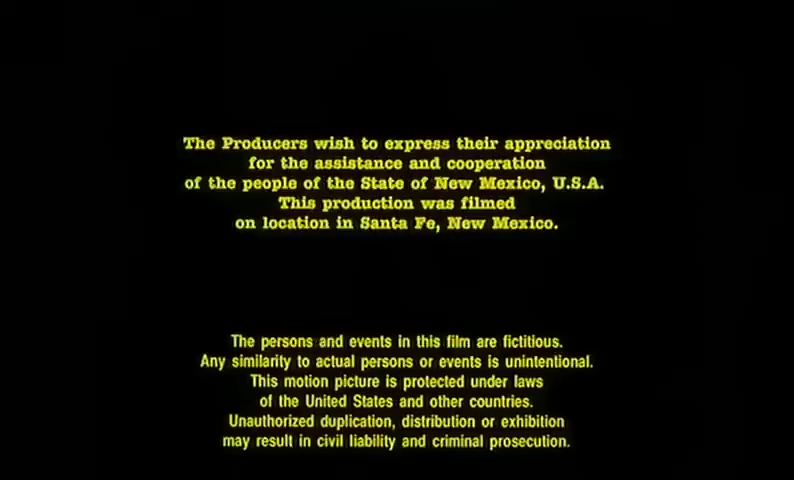 The Producers wish to express their appreciation
for the assistance and cooperation
of the people of the State of New Mexico, U.S.A.
This production was filmed
on location in Santa Fe, New Mexico.
The persons and events in this film are fictitious.
Any similarity to actual persons or events is unintentional.
This motion picture is protected under laws
of the United States and other countries.
Unauthorized duplication, distribution or exhibition
may result in civil liability and criminal prosecution.